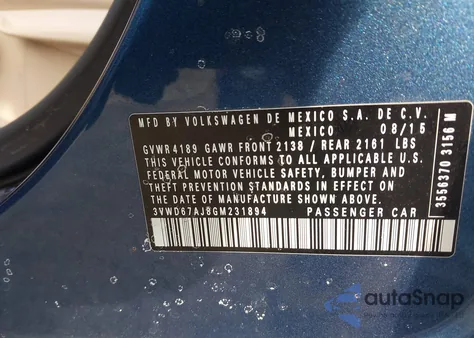 MFD BY VOLKSWAGEN DE MEXICO S.A. DE C.V.
MEXICO 08/15
GVWR 4189 GAWR FRONT 2138 / REAR 2161 LBS
THIS VEHICLE CONFORMS TO ALL APPLICABLE U.S.
FEDERAL MOTOR VEHICLE SAFETY, BUMPER AND
THEFT PREVENTION STANDARDS IN EFFECT ON THE
DATE OF MANUFACTURE SHOWN ABOVE.
3VWD67AJ8GM231894 PASSENGER CAR
3556370 3156 M
autoSnap